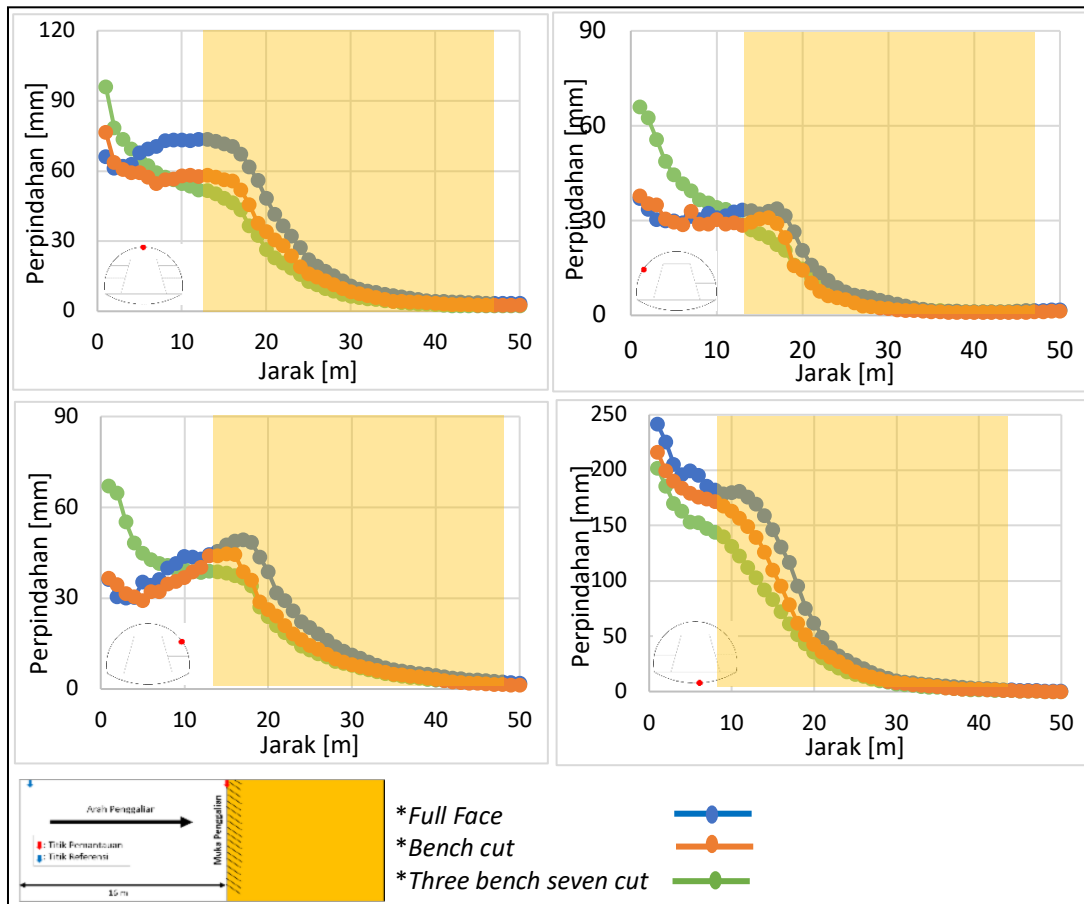 120
90
60
30
0
0
10
20
30
40
50
Perpindahan [mm]
Jarak [m]
90
60
30
0
0
10
20
30
40
50
Perpindahan [mm]
Jarak [m]
90
60
30
0
0
10
20
30
40
50
Perpindahan [mm]
Jarak [m]
250
200
150
100
50
0
0
10
20
30
40
50
Perpindahan [mm]
Jarak [m]
Arah Penggalian
: Titik Pemantauan
: Titik Referensi
Muka Penggalian
15 m
*Full Face
*Bench cut
*Three bench seven cut